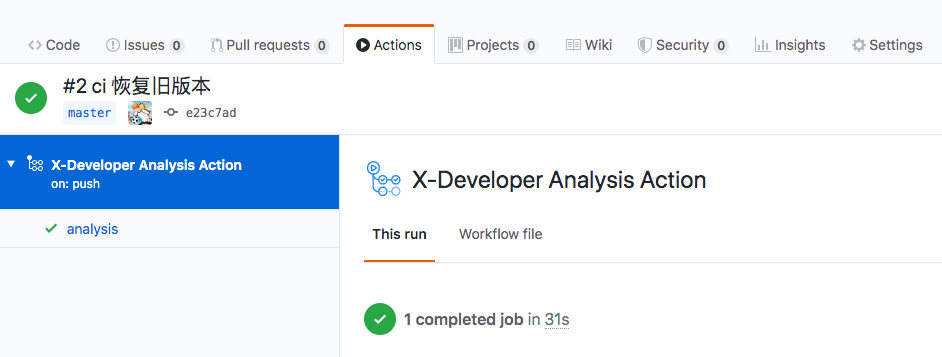 Code Issues 0 Pull requests 0 Actions Projects 0 Wiki Security 0 Insights Settings
#2 ci 恢复旧版本
master e23c7ad
X-Developer Analysis Action
on: push
analysis
X-Developer Analysis Action
This run Workflow file
1 completed job in 31s